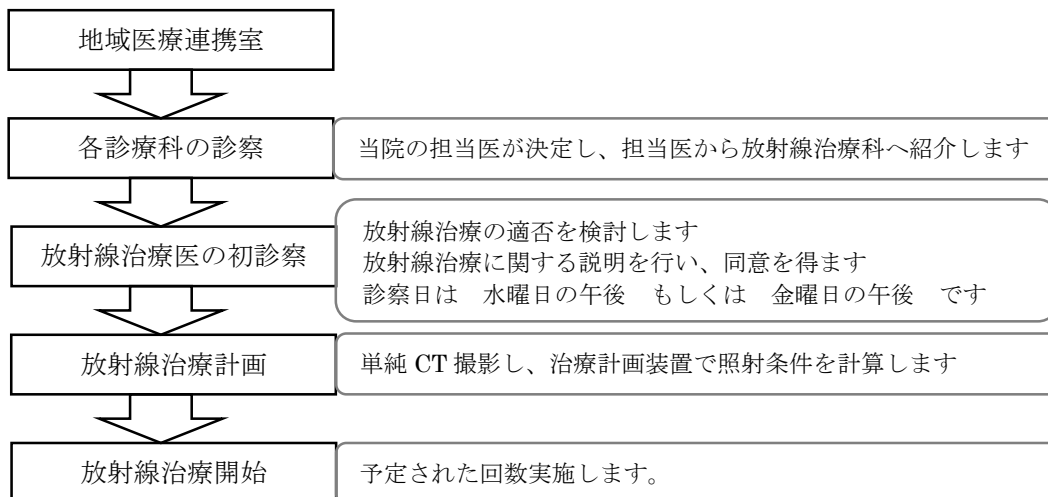 地域医療連携室
各診療科の診察
当院の担当医が決定し、担当医から放射線治療科へ紹介します
放射線治療医の初診察
放射線治療の適否を検討します
放射線治療に関する説明を行い、同意を得ます
診察日は　水曜日の午後　もしくは　金曜日の午後　です
放射線治療計画
単純 CT 撮影し、治療計画装置で照射条件を計算します
放射線治療開始
予定された回数実施します。